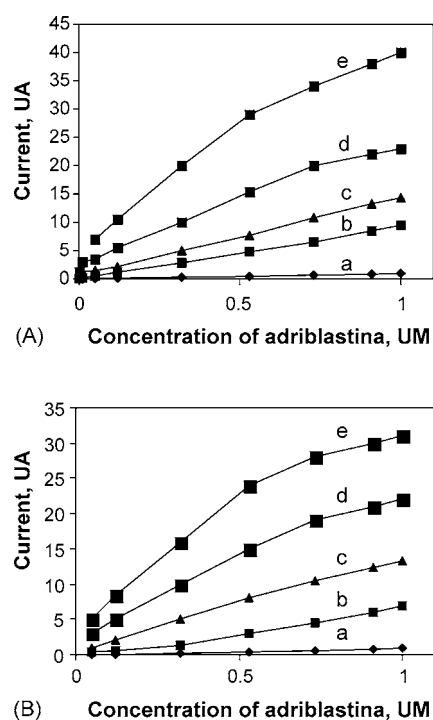 45
40
35
30
25
20
15
10
5
0
Current, UA
e
d
c
b
a
0 0.5 1
(A) Concentration of adriblastina, UM
35
30
25
20
15
10
5
0
Current, UA
e
d
c
b
a
0 0.5 1
(B) Concentration of adriblastina, UM